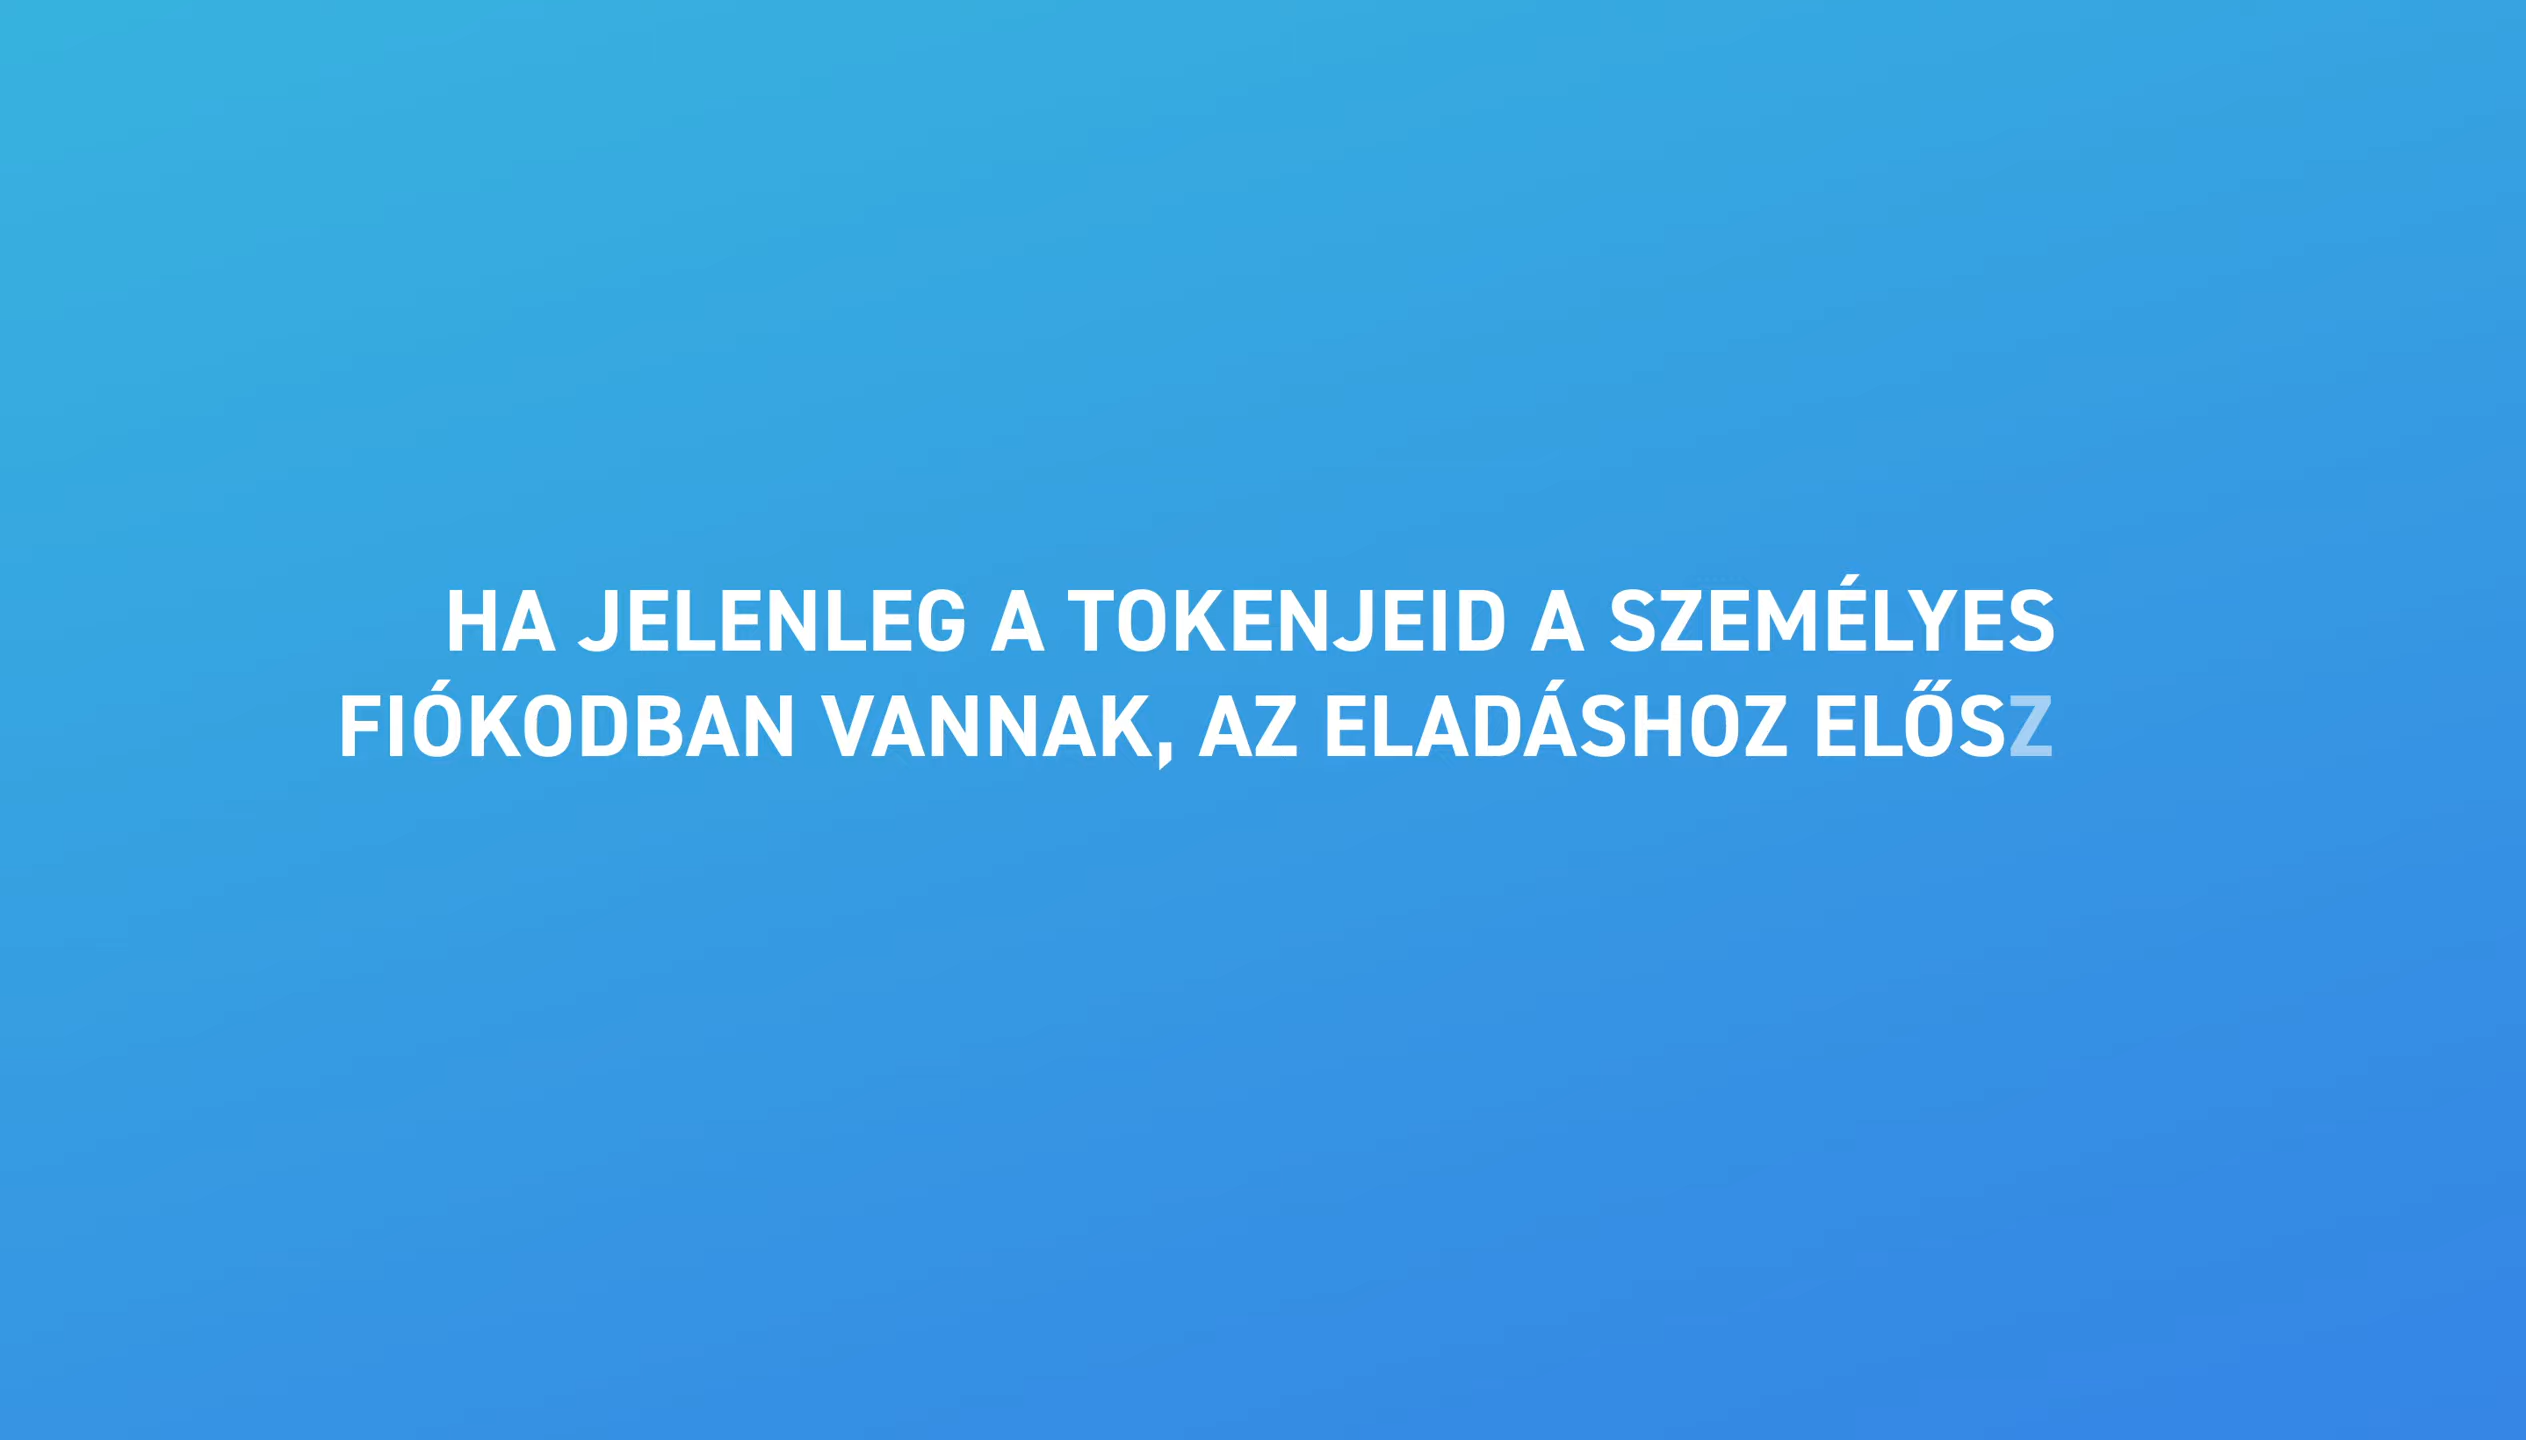 HA JELENLEG A TOKENJEID A SZEMÉLYES
FIÓKODBAN VANNAK, AZ ELADÁSHOZ ELŐSZ